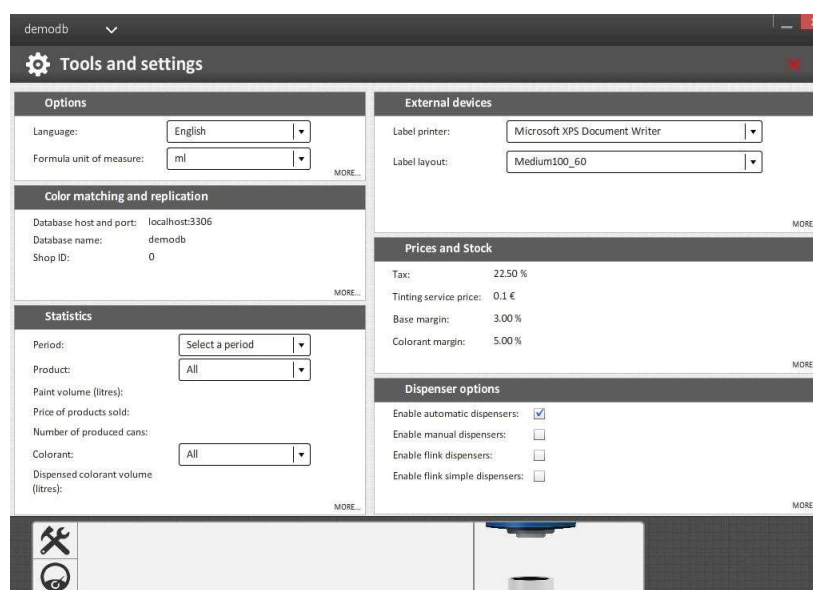 demodb
Tools and settings
Options
Language: English
Formula unit of measure: ml
MORE...
Color matching and replication
Database host and port: localhost:3306
Database name: demodb
Shop ID: 0
MORE...
Statistics
Period: Select a period
Product: All
Paint volume (litres):
Price of products sold:
Number of produced cans:
Colorant: All
Dispensed colorant volume
(litres):
MORE...
External devices
Label printer: Microsoft XPS Document Writer
Label layout: Medium100_60
MORE
Prices and Stock
Tax: 22.50 %
Tinting service price: 0.1 €
Base margin: 3.00 %
Colorant margin: 5.00 %
MORE
Dispenser options
Enable automatic dispensers:
Enable manual dispensers:
Enable flink dispensers:
Enable flink simple dispensers:
MORE